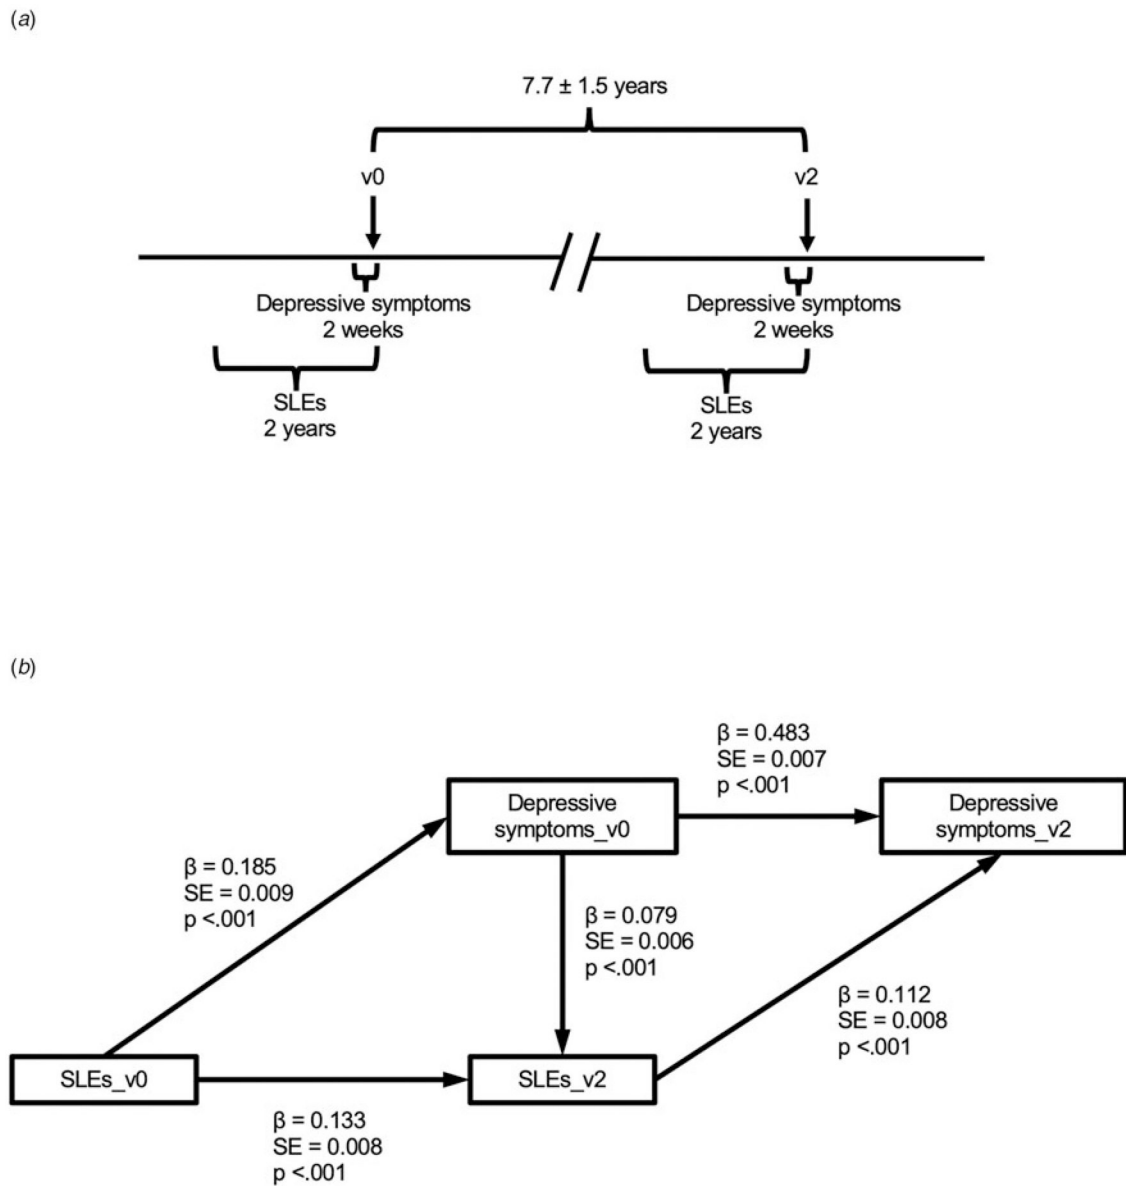 (a)
7.7 ± 1.5 years
v0
v2
Depressive symptoms
2 weeks
Depressive symptoms
2 weeks
SLEs
2 years
SLEs
2 years
(b)
β = 0.483
SE = 0.007
p <.001
Depressive
symptoms_v0
Depressive
symptoms_v2
β = 0.185
SE = 0.009
p <.001
β = 0.079
SE = 0.006
p <.001
β = 0.112
SE = 0.008
p <.001
SLEs_v0
SLEs_v2
β = 0.133
SE = 0.008
p <.001